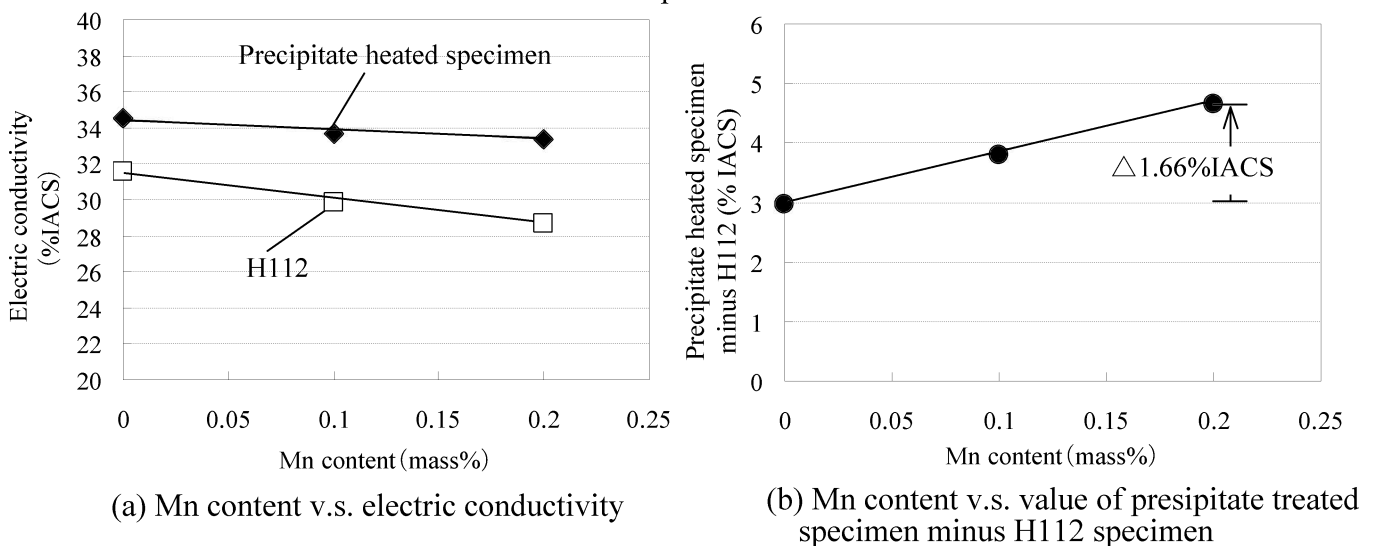 40
38
36
34
32
30
28
26
24
22
20
Electric conductivity
(%IACS)
Precipitate heated specimen
H112
0 0.05 0.1 0.15 0.2 0.25
Mn content(mass%)
(a) Mn content v.s. electric conductivity
6
5
4
3
2
1
0
Precipitate heated specimen
minus H112 (% IACS)
△1.66%IACS
0 0.05 0.1 0.15 0.2 0.25
Mn content(mass%)
(b) Mn content v.s. value of presipitate treated
specimen minus H112 specimen